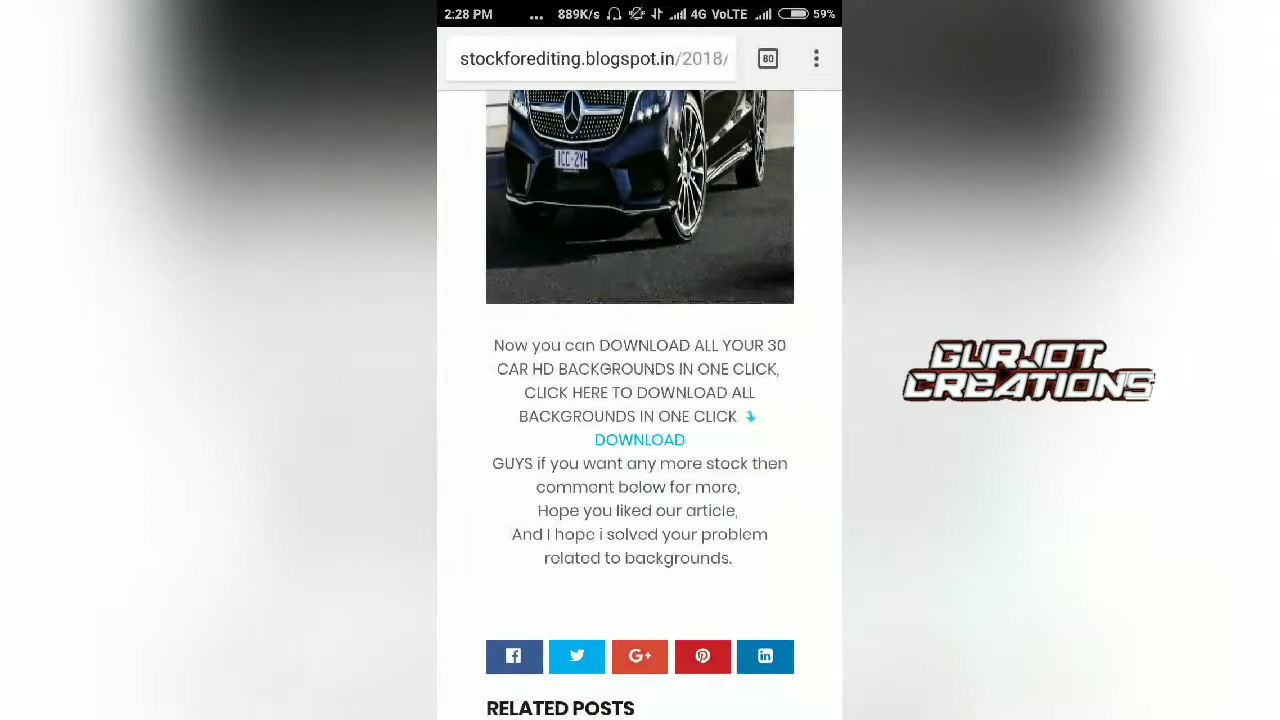 2:28 PM ... 889K/s 4G VoLTE 59%
stockforediting.blogspot.in/2018/ 80
ICC-2YH
Now you can DOWNLOAD ALL YOUR 30
CAR HD BACKGROUNDS IN ONE CLICK,
CLICK HERE TO DOWNLOAD ALL
BACKGROUNDS IN ONE CLICK ⤵
DOWNLOAD
GUYS if you want any more stock then
comment below for more,
Hope you liked our article,
And I hope i solved your problem
related to backgrounds.
GURJOT
CREATIONS
G+
RELATED POSTS